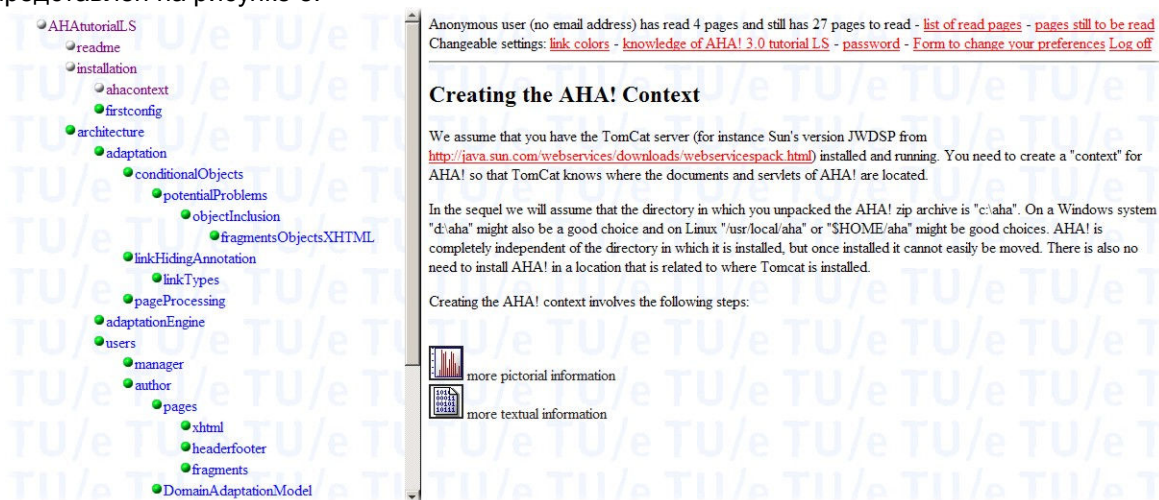 представлен на рисунке
AHAtutorialLS
readme
installation
ahacontext
firstconfig
architecture
adaptation
conditionalObjects
potentialProblems
objectInclusion
fragmentsObjectsXHTML
linkHidingAnnotation
linkTypes
pageProcessing
adaptationEngine
users
manager
author
pages
xhtml
headerfooter
fragments
DomainAdaptationModel
Anonymous user (no email address) has read 4 pages and still has 27 pages to read - list of read pages - pages still to be read
Changeable settings: link colors - knowledge of AHA! 3.0 tutorial LS - password - Form to change your preferences Log off
Creating the AHA! Context
We assume that you have the TomCat server (for instance Sun's version JWDSP from
http://java.sun.com/webservices/downloads/webservicespack.html) installed and running. You need to create a "context" for
AHA! so that TomCat knows where the documents and servlets of AHA! are located.
In the sequel we will assume that the directory in which you unpacked the AHA! zip archive is "c:\aha". On a Windows system
"d:\aha" might also be a good choice and on Linux "/usr/local/aha" or "$HOME/aha" might be good choices. AHA! is
completely independent of the directory in which it is installed, but once installed it cannot easily be moved. There is also no
need to install AHA! in a location that is related to where Tomcat is installed.
Creating the AHA! context involves the following steps:
more pictorial information
more textual information